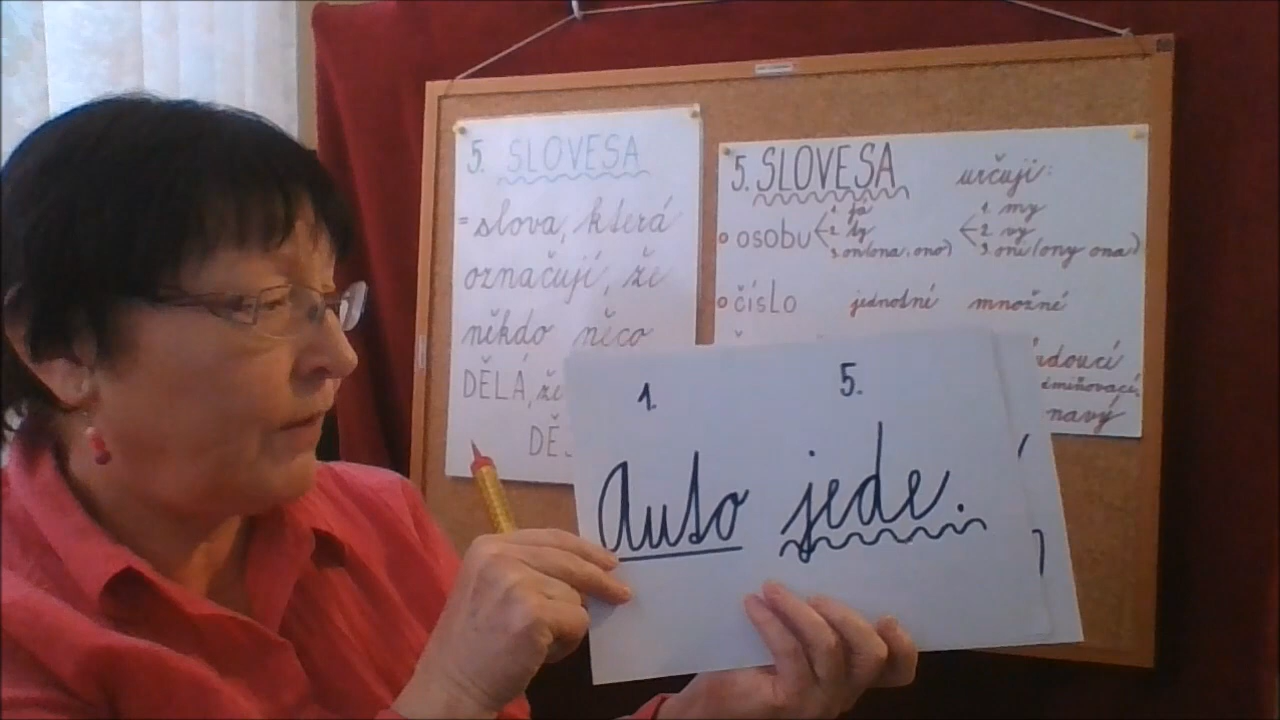 5. SLOVESA
= slova, která
označují, že
někdo něco
DĚLÁ, že
5. SLOVESA určují:
1. já 1. my
osobu 2. ty 2. vy
3. on (ona, ono) 3. oni (ony ona)
číslo jednotné množné
1. 5.
Auto jede.